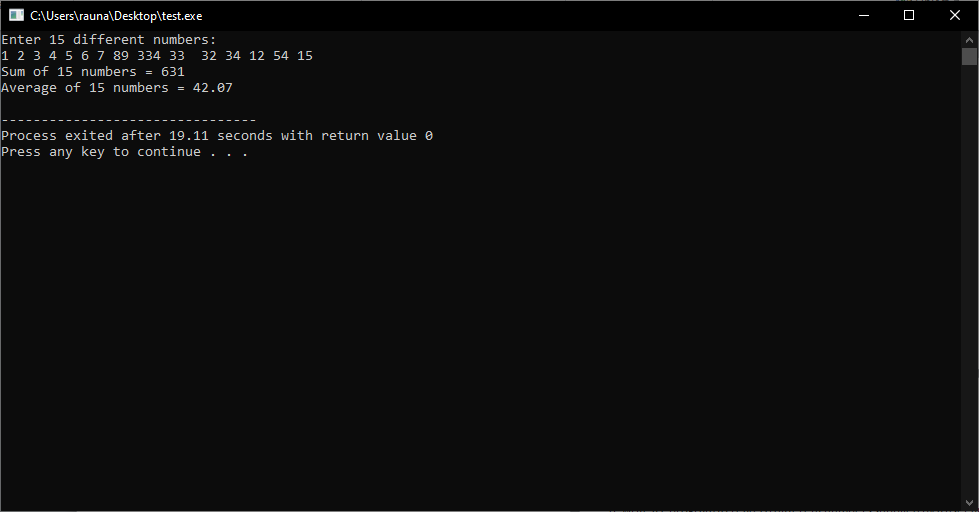 C:\Users\rauna\Desktop\test.exe
Enter 15 different numbers:
1 2 3 4 5 6 7 89 334 33  32 34 12 54 15
Sum of 15 numbers = 631
Average of 15 numbers = 42.07
--------------------------------
Process exited after 19.11 seconds with return value 0
Press any key to continue . . .